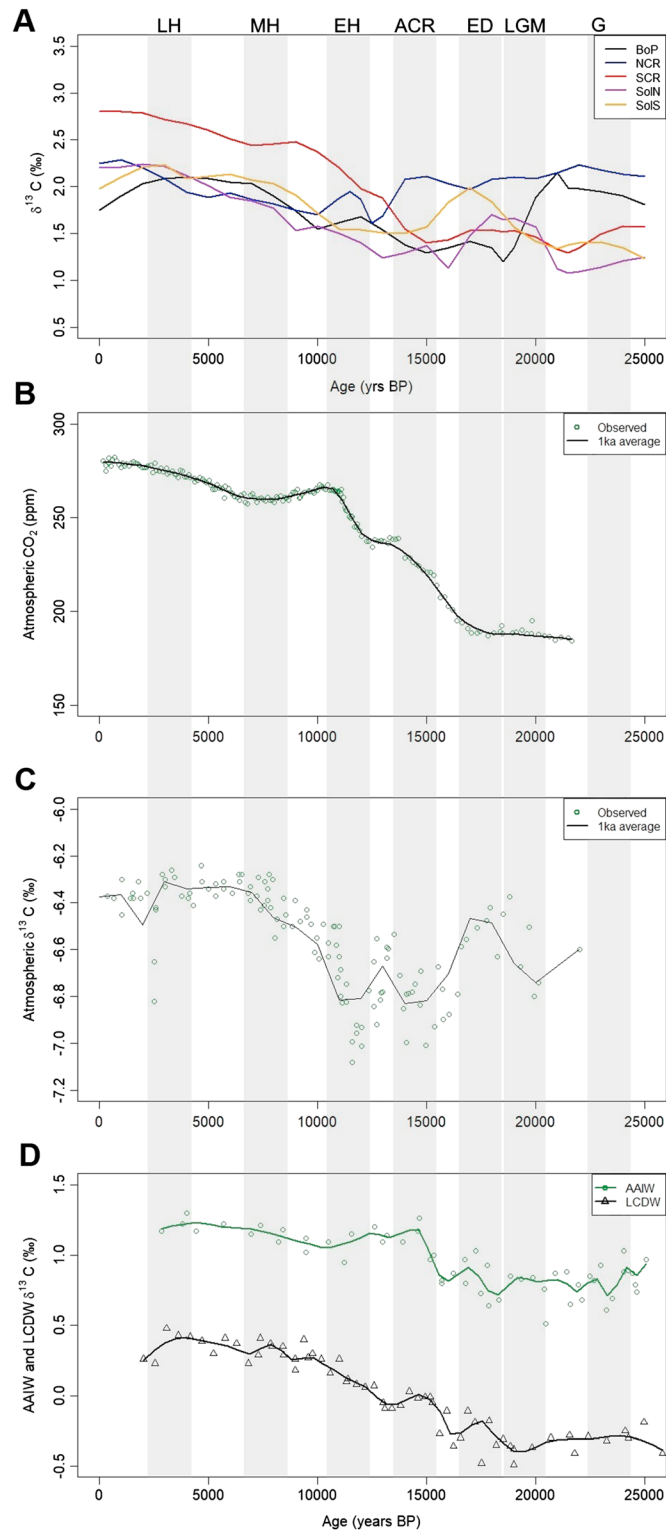 A
LH MH EH ACR ED LGM G
BoP
NCR
SCR
SolN
SolS
δ13 C (‰)
3.5
3.0
2.5
2.0
1.5
1.0
0.5
0 5000 10000 15000 20000 25000
Age (yrs BP)
B
Observed
1ka average
Atmospheric CO2 (ppm)
300
250
200
150
0 5000 10000 15000 20000 25000
C
Observed
1ka average
Atmospheric δ13 C (‰)
-6.0
-6.2
-6.4
-6.6
-6.8
-7.0
-7.2
0 5000 10000 15000 20000 25000
D
AAIW
LCDW
AAIW and LCDW δ13 C (‰)
1.5
1.0
0.5
0.0
-0.5
0 5000 10000 15000 20000 25000
Age (years BP)